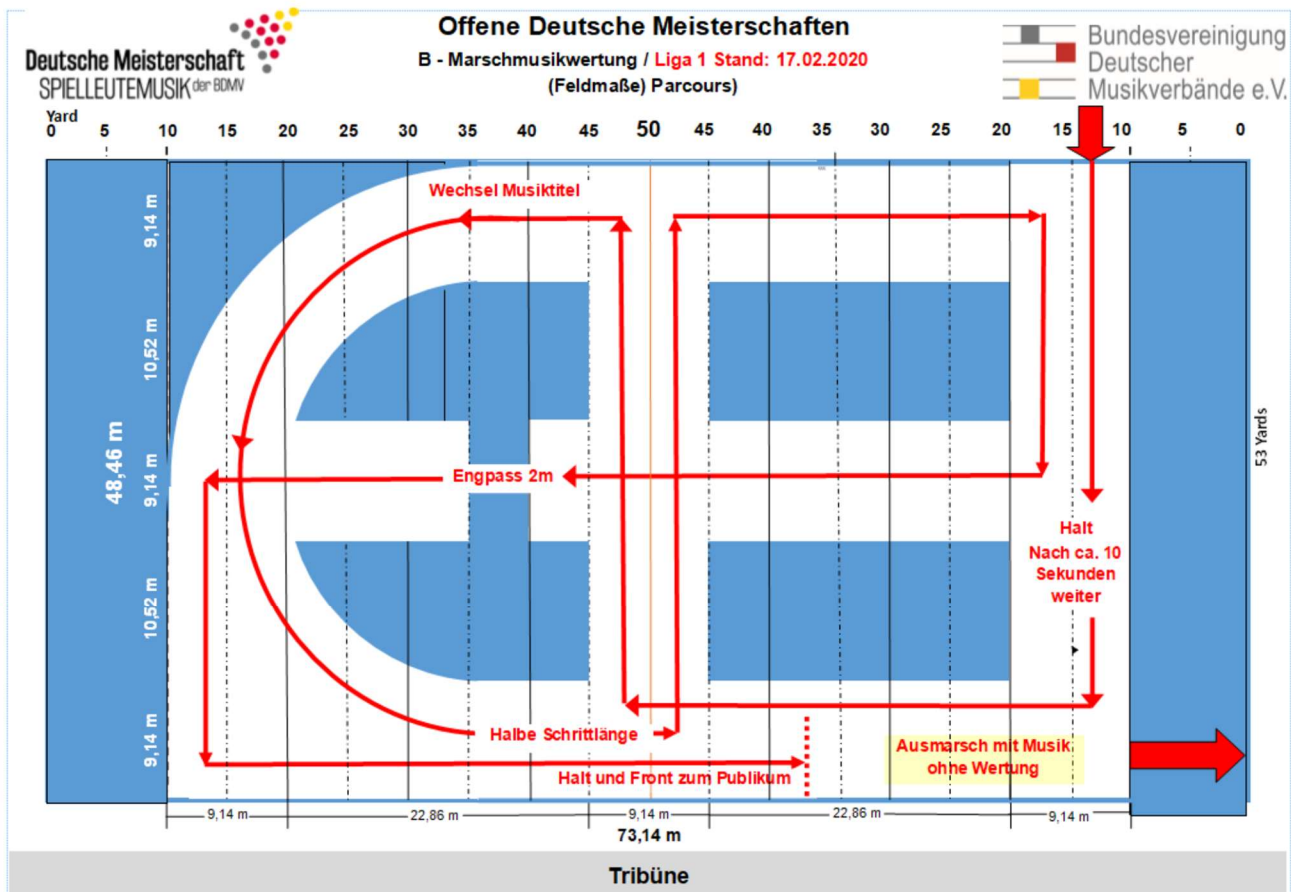 Deutsche Meisterschaft
SPIELLEUTEMUSIK der BDMV
Offene Deutsche Meisterschaften
B - Marschmusikwertung / Liga 1 Stand: 17.02.2020
(Feldmaße) Parcours)
Bundesvereinigung
Deutscher
Musikverbände e.V.
Yard
0 5 10 15 20 25 30 35 40 45 50 45 40 35 30 25 20 15 10 5 0
9,14 m
10,52 m
9,14 m
10,52 m
9,14 m
48,46 m
53 Yards
Wechsel Musiktitel
Engpass 2m
Halt
Nach ca. 10
Sekunden
weiter
Halbe Schrittlänge
Halt und Front zum Publikum
Ausmarsch mit Musik
ohne Wertung
9,14 m 22,86 m 9,14 m 22,86 m 9,14 m
73,14 m
Tribüne